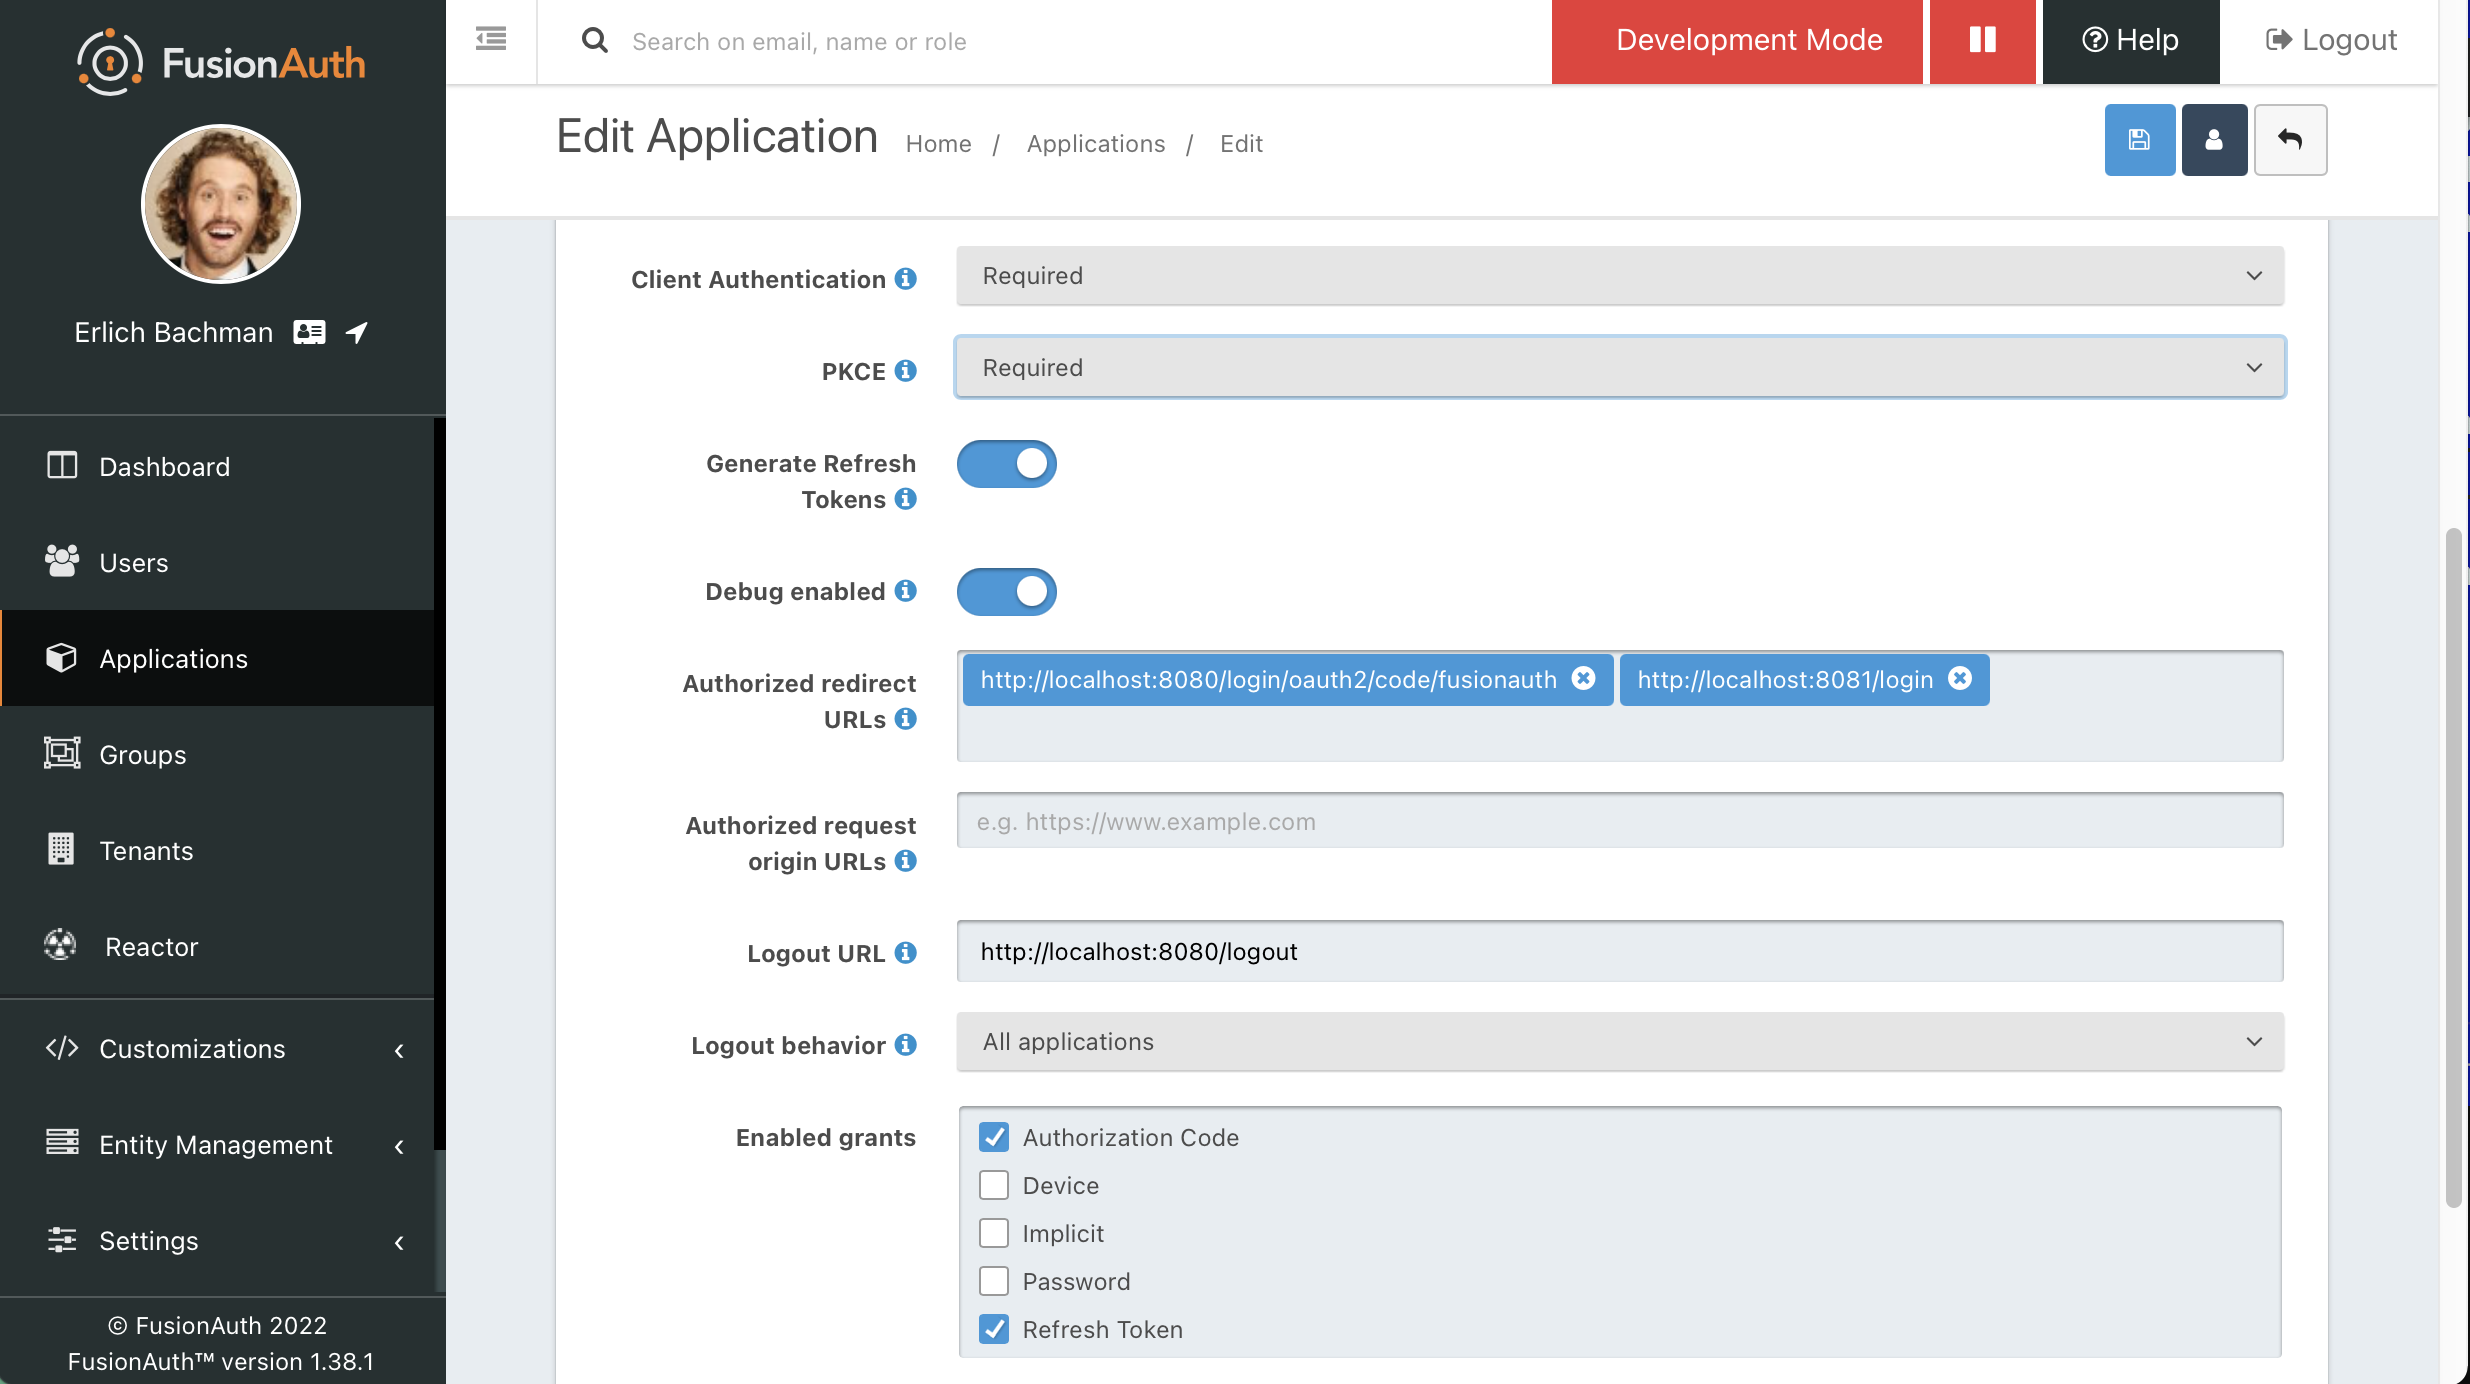 FusionAuth
Search on email, name or role
Development Mode
Help
Logout
Edit Application
Home / Applications / Edit
Erlich Bachman
Dashboard
Users
Applications
Groups
Tenants
Reactor
Customizations
Entity Management
Settings
© FusionAuth 2022
FusionAuth™ version 1.38.1
Client Authentication
Required
PKCE
Required
Generate Refresh
Tokens
Debug enabled
Authorized redirect
URLs
http://localhost:8080/login/oauth2/code/fusionauth
http://localhost:8081/login
Authorized request
origin URLs
e.g. https://www.example.com
Logout URL
http://localhost:8080/logout
Logout behavior
All applications
Enabled grants
Authorization Code
Device
Implicit
Password
Refresh Token